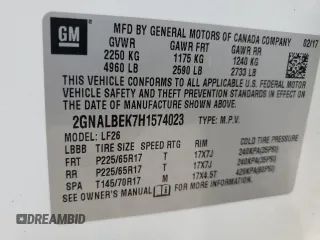 GM
MFD BY GENERAL MOTORS OF CANADA COMPANY
02/17
GVWR GAWR FRT GAWR RR
2250 KG 1175 KG 1240 KG
4960 LB 2590 LB 2733 LB
THIS VEHICLE CONFORMS TO ALL APPLICABLE U.S. FEDERAL
MOTOR VEHICLE SAFETY AND THEFT PREVENTION STANDARDS
IN EFFECT ON THE DATE OF MANUFACTURE SHOWN ABOVE.
2GNALBEK7H1574023 TYPE: M.P.V.
MODEL: LF26
LBBB TIRE SIZE SPEED RTG RIM COLD TIRE PRESSURE
FRT P225/65R17 T 17X7J 240KPA(35PSI)
RR P225/65R17 T 17X7J 240KPA(35PSI)
SPA T145/70R17 M 17X4.5T 420KPA(60PSI)
SEE OWNER'S MANUAL FOR ADDITIONAL INFORMATION.
DREAMBID